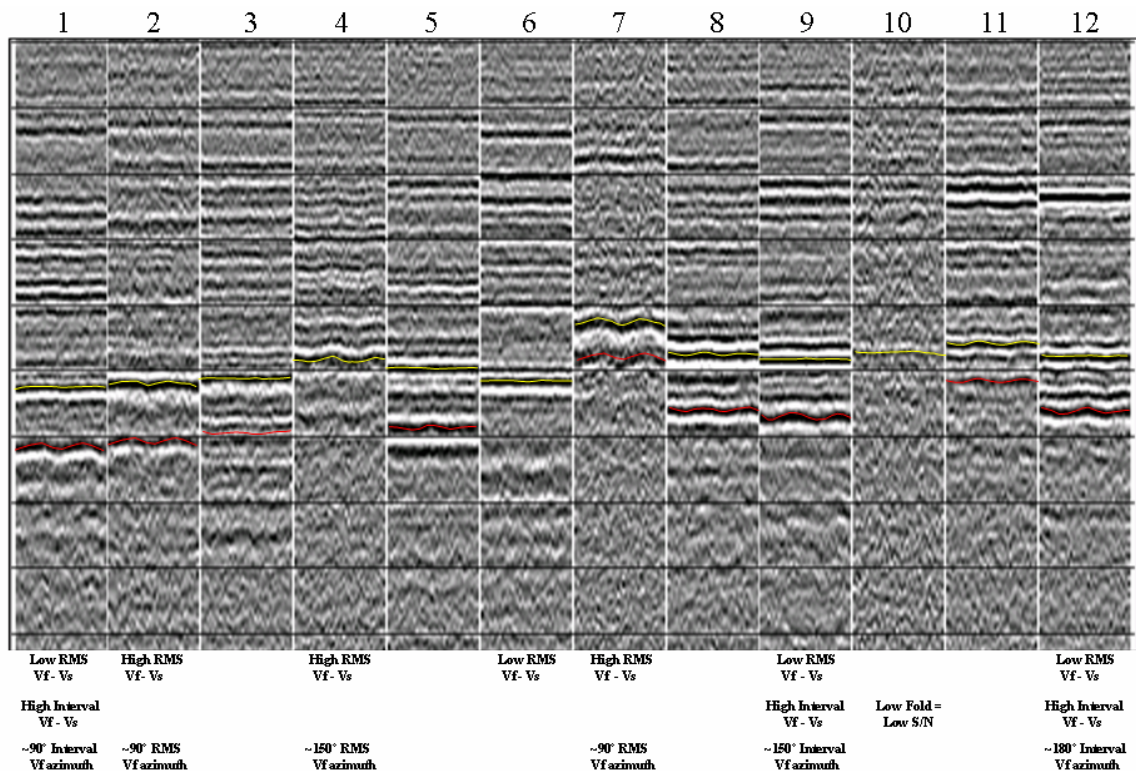 1 2 3 4 5 6 7 8 9 10 11 12
Low RMS High RMS High RMS Low RMS High RMS Low RMS Low RMS
Vf - Vs Vf - Vs Vf - Vs Vf - Vs Vf - Vs Vf - Vs Vf - Vs
High Interval High Interval Low Fold = High Interval
Vf - Vs Vf - Vs Low S/N Vf - Vs
~90° Interval ~90° RMS ~150° RMS ~90° RMS ~150° Interval ~180° Interval
Vf azimuth Vf azimuth Vf azimuth Vf azimuth Vf azimuth Vf azimuth